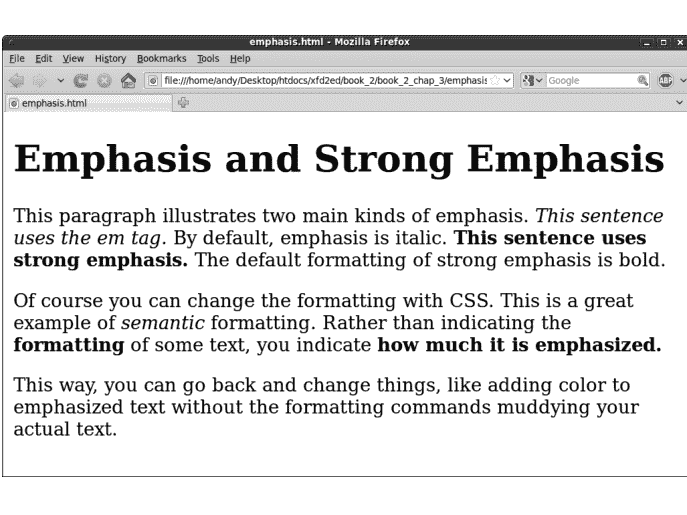 emphasis.html - Mozilla Firefox
File Edit View History Bookmarks Tools Help
file:///home/andy/Desktop/htdocs/xfd2ed/book_2/book_2_chap_3/emphasis Google ABP
emphasis.html
Emphasis and Strong Emphasis
This paragraph illustrates two main kinds of emphasis. This sentence
uses the em tag. By default, emphasis is italic. This sentence uses
strong emphasis. The default formatting of strong emphasis is bold.
Of course you can change the formatting with CSS. This is a great
example of semantic formatting. Rather than indicating the
formatting of some text, you indicate how much it is emphasized.
This way, you can go back and change things, like adding color to
emphasized text without the formatting commands muddying your
actual text.